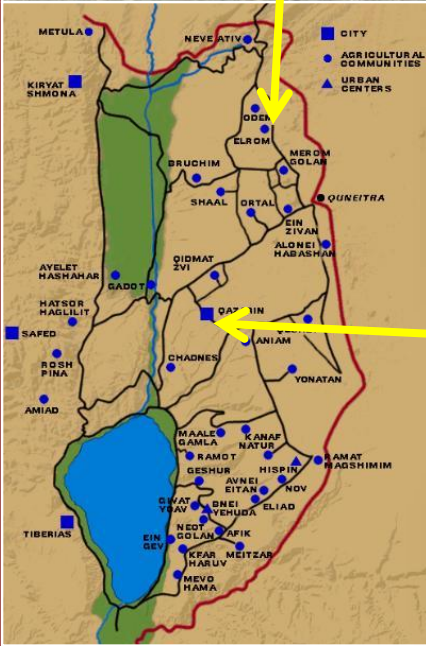 METULA
NEVE ATIV
CITY
AGRICULTURAL
COMMUNITIES
URBAN
CENTERS
KIRYAT
SHMONA
ODEM
ELROM
MEROM
GOLAN
BRUCHIM
SHAAL
ORTAL
QUNEITRA
EIN
ZIVAN
ALONEI
HABASHAN
QIDMAT
ZVI
AYELET
HASHAHAR
GADOT
HATSOR
HAGLILIT
QAZRIN
SAFED
ANIAM
ROSH
PINA
CHADNES
YONATAN
AMIAD
MAALE
GAMLA
KANAF
NATUR
RAMOT
HISPIN
RAMAT
MAGSHIMIM
GESHUR
AVNEI
EITAN
NOV
GIVAT
YOAV
BNEI
YEHUDA
ELIAD
TIBERIAS
NEOT
GOLAN
AFIK
EIN
GEV
KFAR
HARUV
MEITZAR
MEVO
HAMA